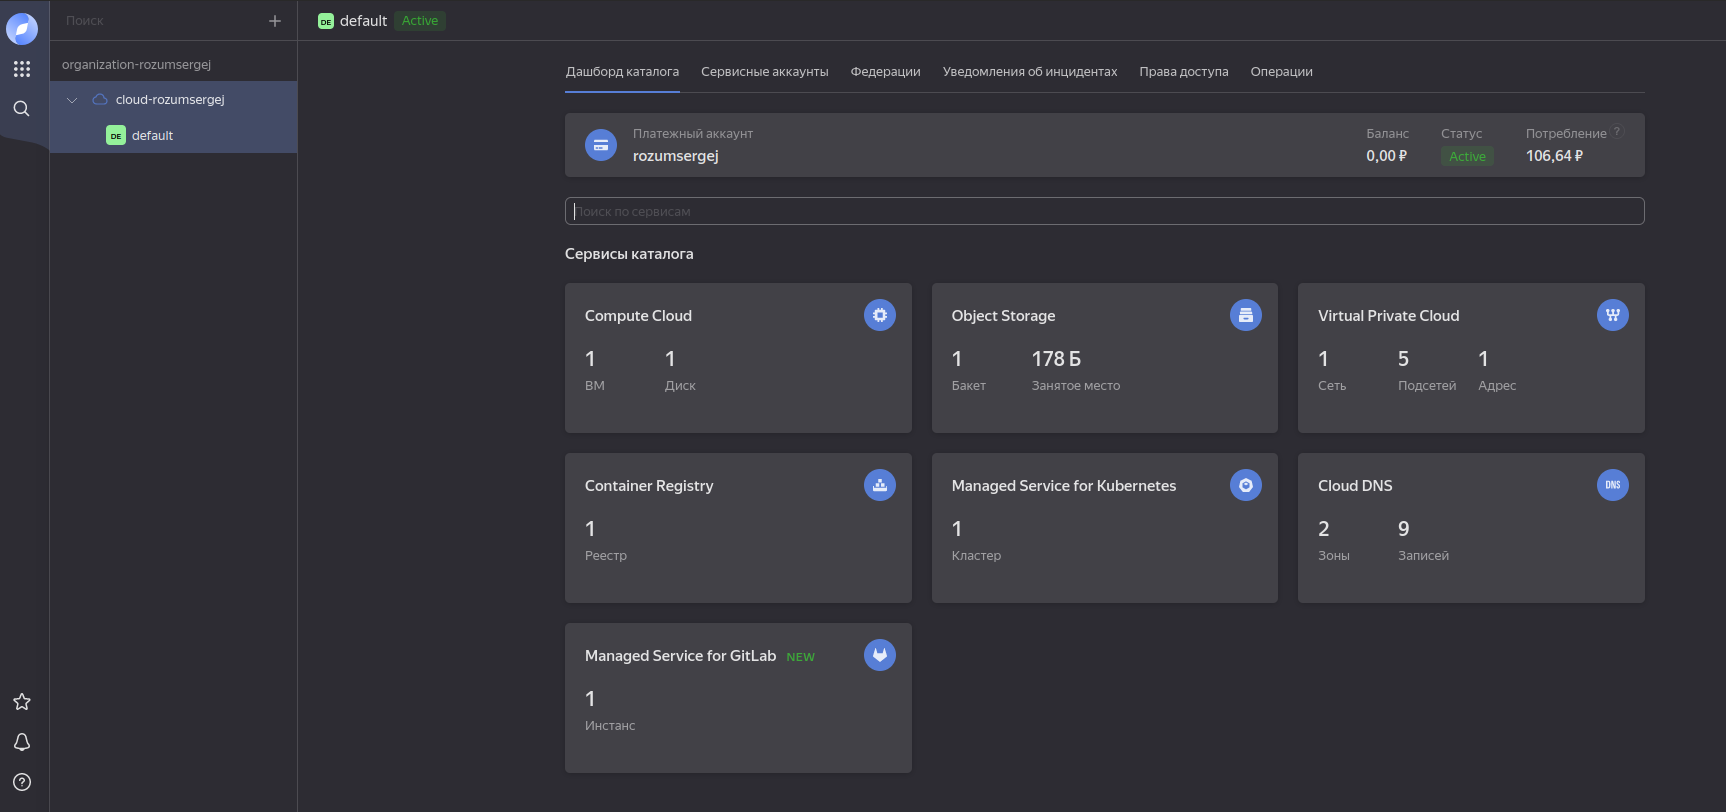 Поиск
organization-rozumsergej
cloud-rozumsergej
DE default
DE default Active
Дашборд каталога Сервисные аккаунты Федерации Уведомления об инцидентах Права доступа Операции
Платежный аккаунт
rozumsergej
Баланс
0,00 ₽
Статус
Active
Потребление ?
106,64 ₽
Поиск по сервисам
Сервисы каталога
Compute Cloud
1 1
ВМ Диск
Object Storage
1 178 Б
Бакет Занятое место
Virtual Private Cloud
1 5 1
Сеть Подсетей Адрес
Container Registry
1
Реестр
Managed Service for Kubernetes
1
Кластер
Cloud DNS DNS
2 9
Зоны Записей
Managed Service for GitLab NEW
1
Инстанс